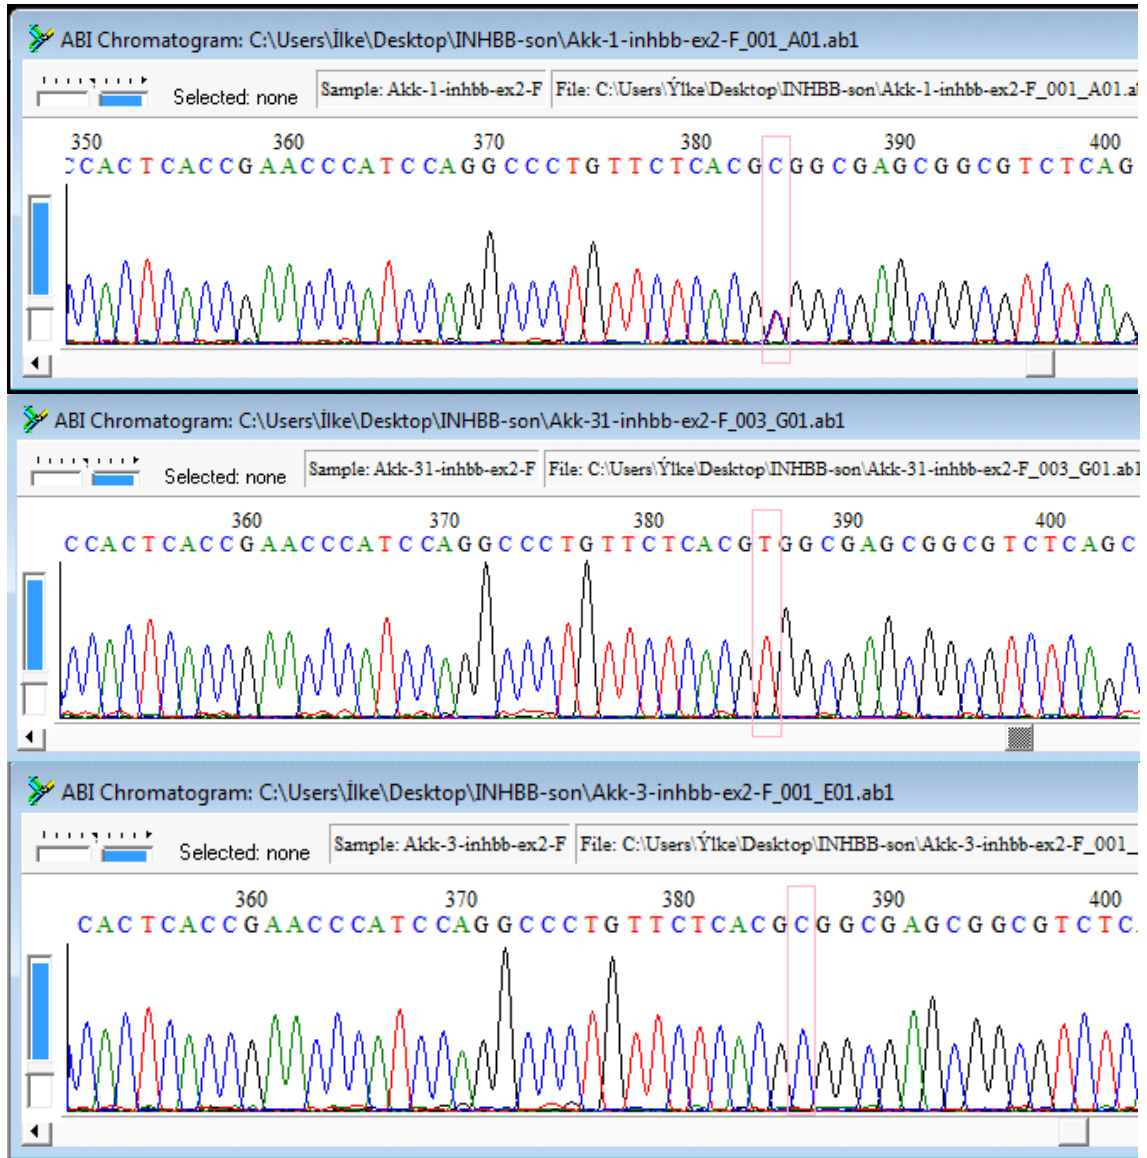 ABI Chromatogram: C:\Users\İlke\Desktop\INHBB-son\Akk-1-inhbb-ex2-F_001_A01.ab1
Selected: none Sample: Akk-1-inhbb-ex2-F File: C:\Users\Ýlke\Desktop\INHBB-son\Akk-1-inhbb-ex2-F_001_A01.a
350 360 370 380 390 400
CCACTCACCGAACCCATCCAGGCCCTGTTCTCACGCGGCGAGCGGCGTCTCAG
ABI Chromatogram: C:\Users\İlke\Desktop\INHBB-son\Akk-31-inhbb-ex2-F_003_G01.ab1
Selected: none Sample: Akk-31-inhbb-ex2-F File: C:\Users\Ýlke\Desktop\INHBB-son\Akk-31-inhbb-ex2-F_003_G01.ab1
360 370 380 390 400
CCACTCACCGAACCCATCCAGGCCCTGTTCTCACGTGGCGAGCGGCGTCTCAGC
ABI Chromatogram: C:\Users\İlke\Desktop\INHBB-son\Akk-3-inhbb-ex2-F_001_E01.ab1
Selected: none Sample: Akk-3-inhbb-ex2-F File: C:\Users\Ýlke\Desktop\INHBB-son\Akk-3-inhbb-ex2-F_001_
360 370 380 390 400
CACTCACCGAACCCATCCAGGCCCTGTTCTCACGCGGCGAGCGGCGTCTC